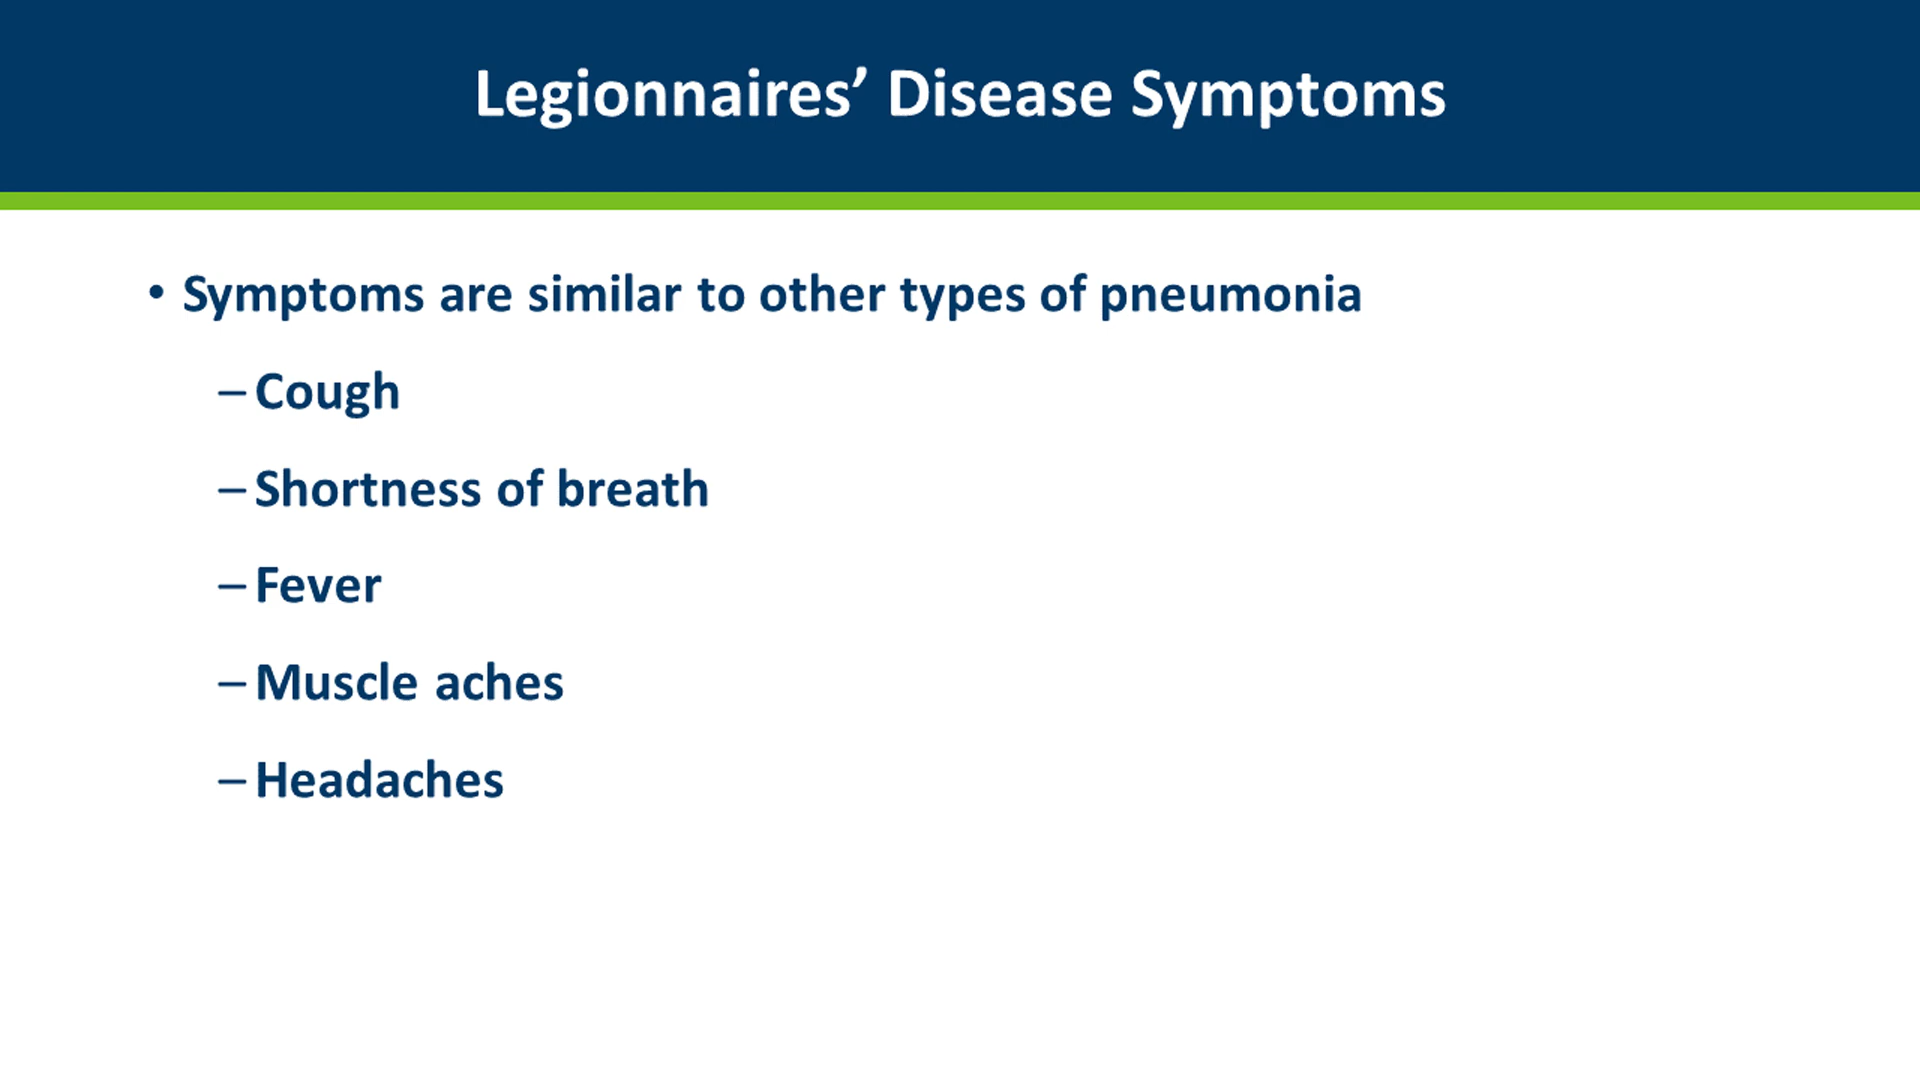 Legionnaires’ Disease Symptoms
• Symptoms are similar to other types of pneumonia
– Cough
– Shortness of breath
– Fever
– Muscle aches
– Headaches